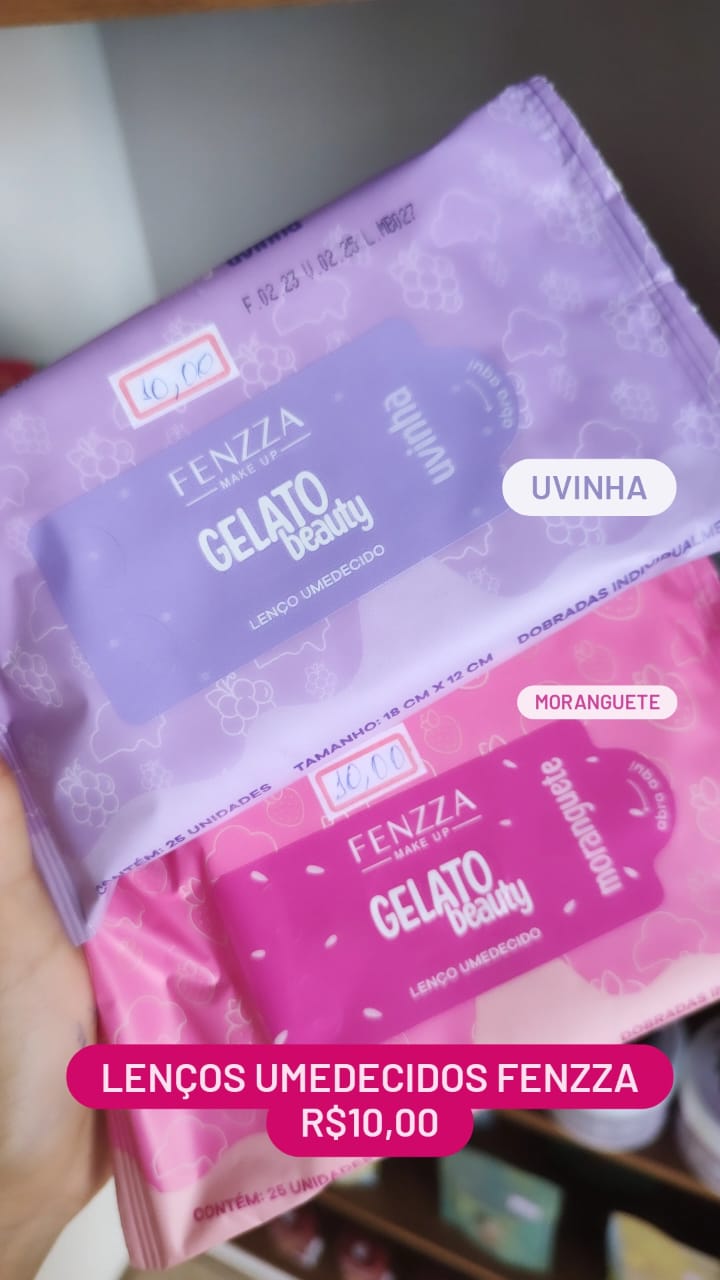 uvinha
F.02.23 V.02.25 L.MB027
10,00
FENZZA
MAKE UP
GELATO
beauty
LENÇO UMEDECIDO
uvinha
abra aqui
UVINHA
CONTÉM: 25 UNIDADES TAMANHO: 18 CM X 12 CM DOBRADAS INDIVIDUALME
MORANGUETE
10,00
FENZZA
MAKE UP
GELATO
beauty
LENÇO UMEDECIDO
moranguete
abra aqui
DOBRADAS
LENÇOS UMEDECIDOS FENZZA
R$10,00
CONTÉM: 25 UNIDADES